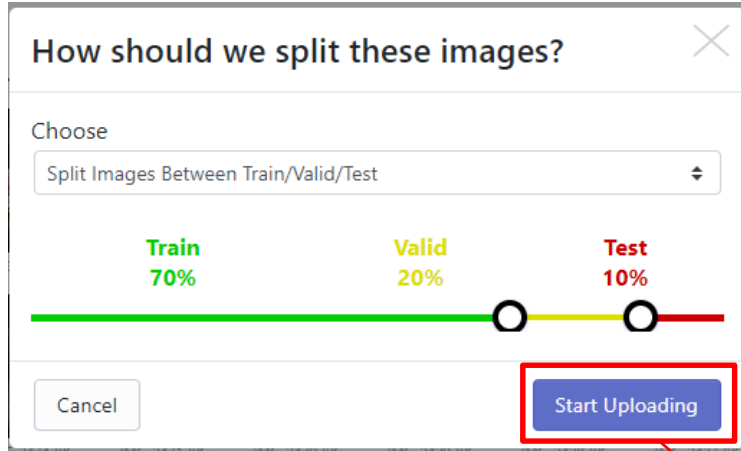 How should we split these images?
Choose
Split Images Between Train/Valid/Test
Train Valid Test
70% 20% 10%
Cancel Start Uploading